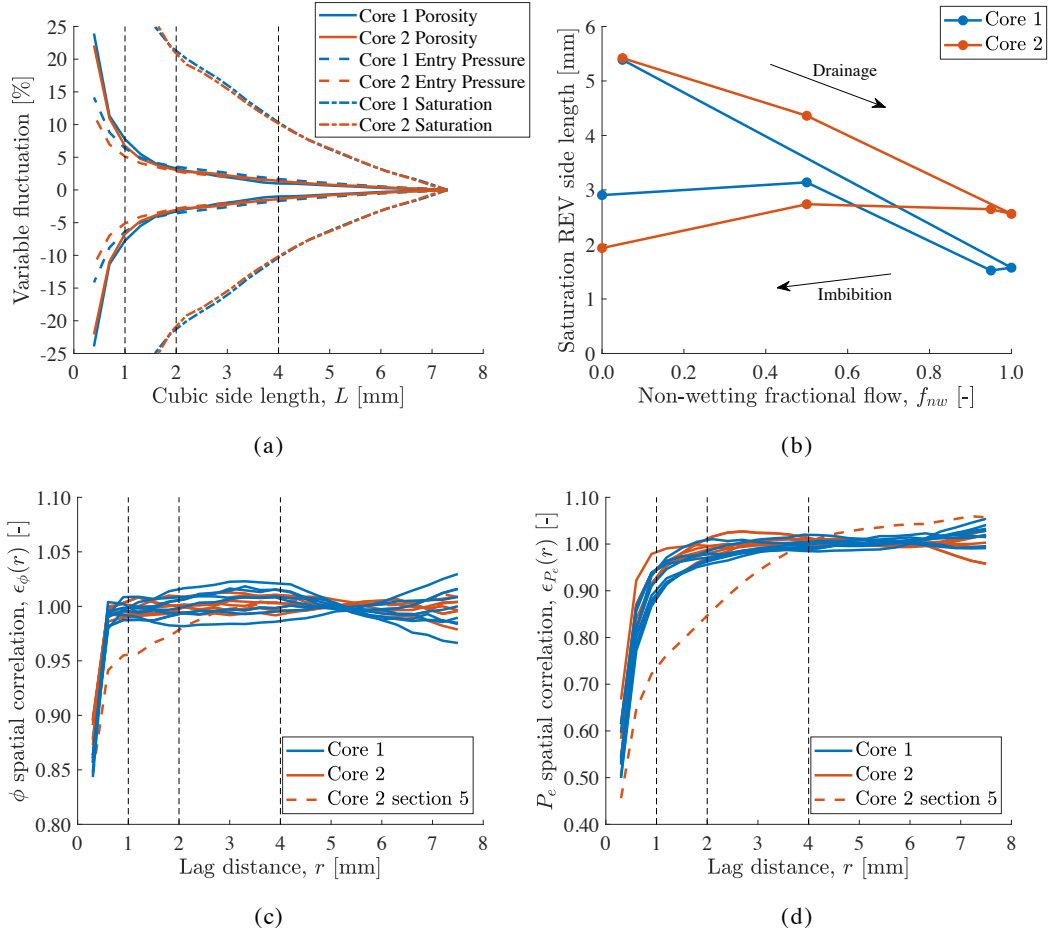 25
20
15
10
5
0
-5
-10
-15
-20
-25
Variable fluctuation [%]
0 1 2 3 4 5 6 7 8
Cubic side length, L [mm]
Core 1 Porosity
Core 2 Porosity
Core 1 Entry Pressure
Core 2 Entry Pressure
Core 1 Saturation
Core 2 Saturation
(a)
6
5
4
3
2
1
0
Saturation REV side length [mm]
0.0 0.2 0.4 0.6 0.8 1.0
Non-wetting fractional flow, f_{nw} [-]
Core 1
Core 2
Drainage
Imbibition
(b)
1.10
1.05
1.00
0.95
0.90
0.85
0.80
ϕ spatial correlation, ϵ_ϕ(r) [-]
0 1 2 3 4 5 6 7 8
Lag distance, r [mm]
Core 1
Core 2
Core 2 section 5
(c)
1.10
1.00
0.90
0.80
0.70
0.60
0.50
0.40
P_e spatial correlation, ϵ_{P_e}(r) [-]
0 1 2 3 4 5 6 7 8
Lag distance, r [mm]
Core 1
Core 2
Core 2 section 5
(d)